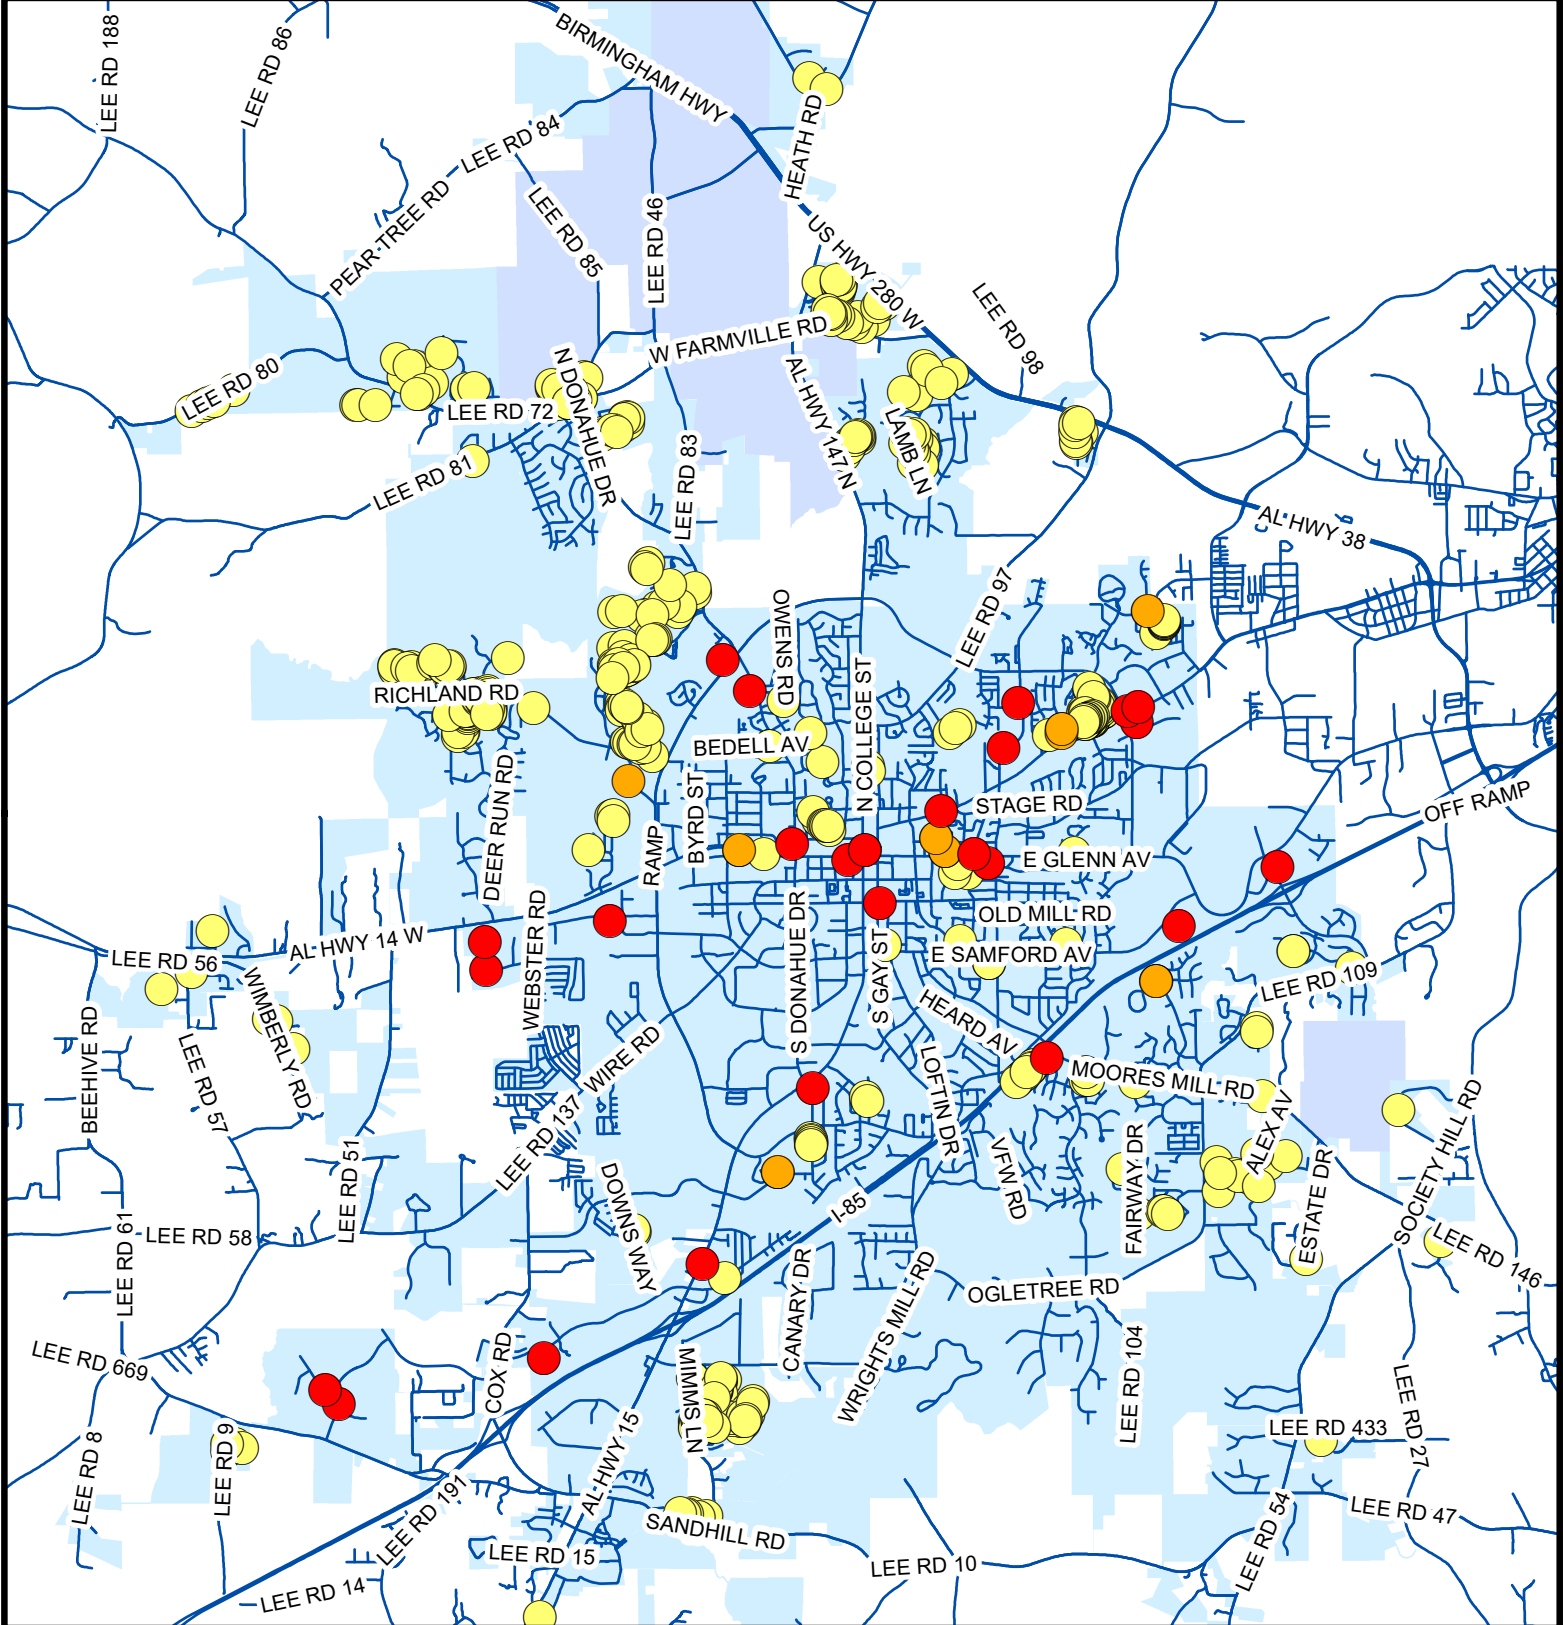 LEE RD 188
LEE RD 86
BIRMINGHAM HWY
LEE RD 84
HEATH RD
PEAR TREE RD
LEE RD 85
LEE RD 46
US HWY 280 W
LEE RD 98
W FARMVILLE RD
LEE RD 80
N DONAHUE DR
LEE RD 72
AL HWY 147 N
LAMB LN
LEE RD 81
LEE RD 83
AL HWY 38
LEE RD 97
OWENS RD
RICHLAND RD
N COLLEGE ST
BEDELL AV
DEER RUN RD
BYRD ST
STAGE RD
OFF RAMP
RAMP
E GLENN AV
WEBSTER RD
OLD MILL RD
AL HWY 14 W
LEE RD 56
S DONAHUE DR
S GAY ST
E SAMFORD AV
LEE RD 109
WIMBERLY RD
BEEHIVE RD
LEE RD 57
HEARD AV
WIRE RD
LOFTIN DR
MOORES MILL RD
LEE RD 137
ALEX AV
SOCIETY HILL RD
LEE RD 51
DOWNS WAY
VFW RD
FAIRWAY DR
ESTATE DR
I-85
LEE RD 61
LEE RD 58
LEE RD 146
CANARY DR
WRIGHTS MILL RD
OGLETREE RD
LEE RD 669
COX RD
MIMMS LN
LEE RD 104
LEE RD 27
LEE RD 8
LEE RD 9
AL HWY 15
LEE RD 433
LEE RD 191
SANDHILL RD
LEE RD 54
LEE RD 47
LEE RD 15
LEE RD 10
LEE RD 14